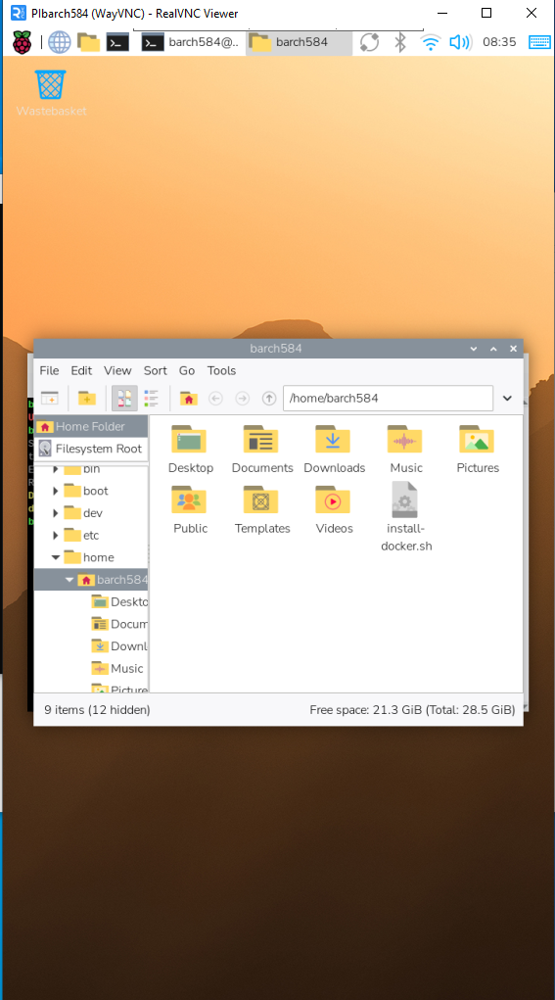 PIbarch584 (WayVNC) - RealVNC Viewer
barch584@.. barch584 08:35
Wastebasket
barch584
File Edit View Sort Go Tools
/home/barch584
Home Folder
Filesystem Root
bin
boot
dev
etc
home
barch584
Deskto
Docum
Downl
Music
Picture
Desktop Documents Downloads Music Pictures
Public Templates Videos install-
docker.sh
9 items (12 hidden) Free space: 21.3 GiB (Total: 28.5 GiB)